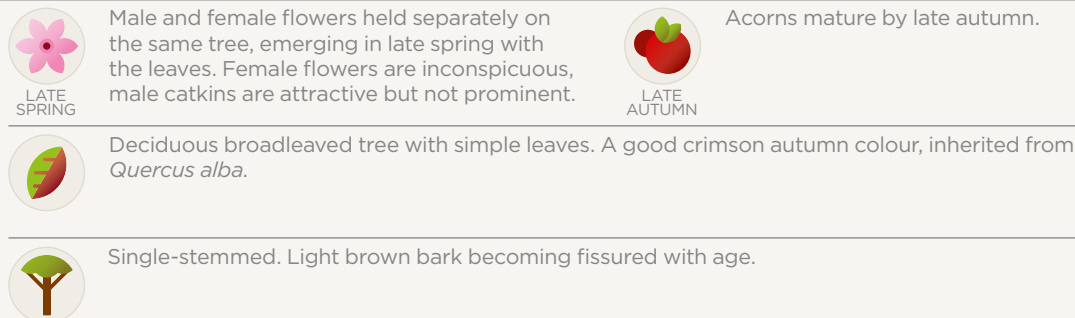 Male and female flowers held separately on
the same tree, emerging in late spring with
the leaves. Female flowers are inconspicuous,
male catkins are attractive but not prominent.
LATE
SPRING
Acorns mature by late autumn.
LATE
AUTUMN
Deciduous broadleaved tree with simple leaves. A good crimson autumn colour, inherited from
Quercus alba.
Single-stemmed. Light brown bark becoming fissured with age.